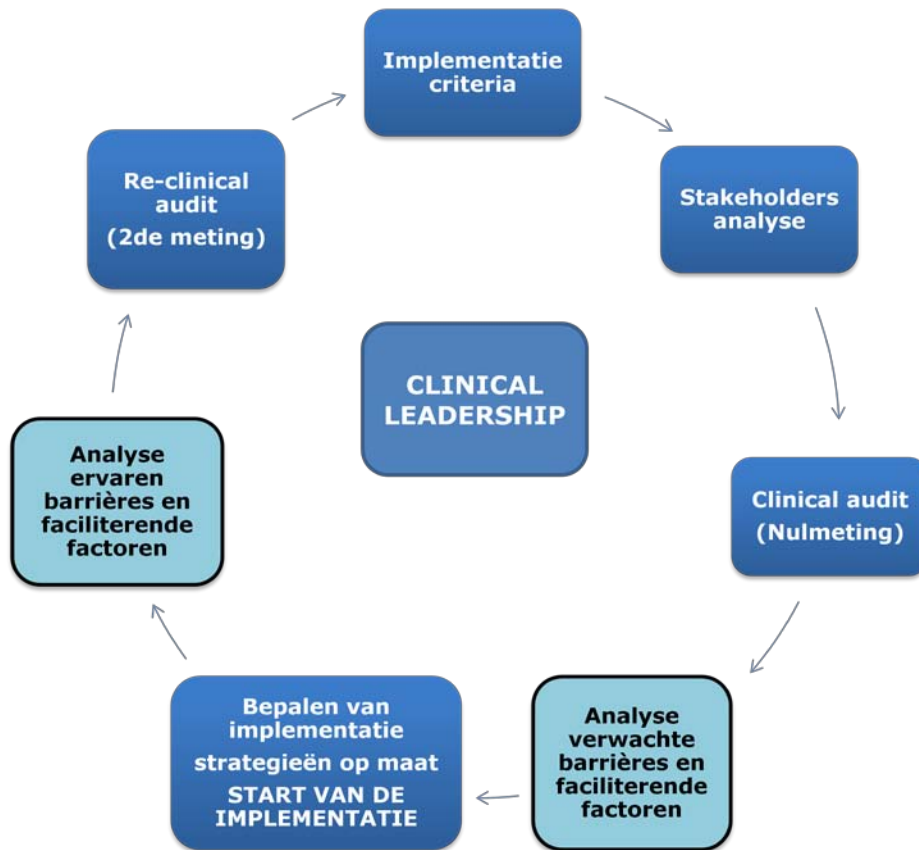 Implementatie
criteria
Stakeholders
analyse
Clinical audit
(Nulmeting)
Analyse
verwachte
barrières en
faciliterende
factoren
Bepalen van
implementatie
strategieën op maat
START VAN DE
IMPLEMENTATIE
Analyse
ervaren
barrières en
faciliterende
factoren
Re-clinical
audit
(2de meting)
CLINICAL
LEADERSHIP